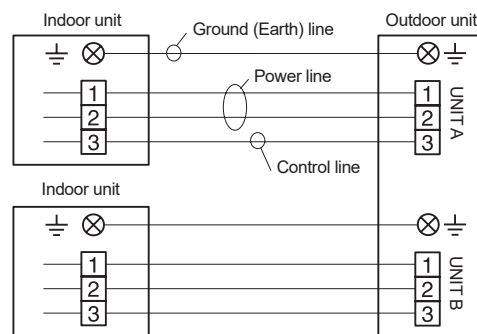 Indoor unit
Outdoor unit
Ground (Earth) line
Power line
1
2
3
1
2
3
UNIT A
Control line
Indoor unit
1
2
3
1
2
3
UNIT B